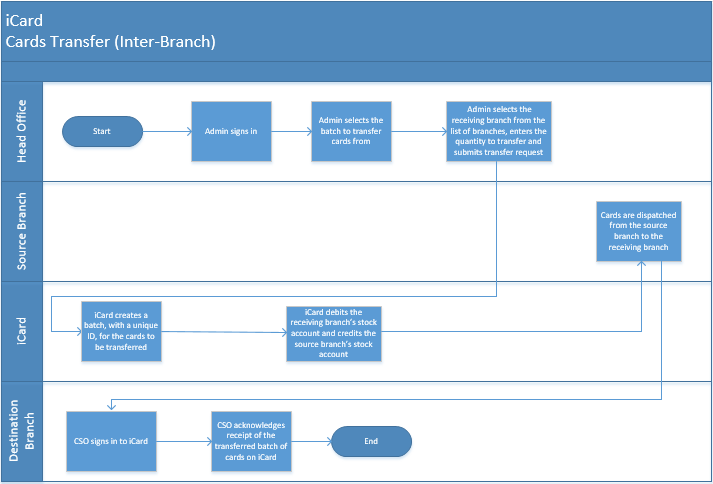 iCard
Cards Transfer (Inter-Branch)
Head Office
Start
Admin signs in
Admin selects the
batch to transfer
cards from
Admin selects the
receiving branch from the
list of branches, enters the
quantity to transfer and
submits transfer request
Source Branch
Cards are dispatched
from the source
branch to the
receiving branch
iCard
iCard creates a
batch, with a unique
ID, for the cards to
be transferred
iCard debits the
receiving branch's stock
account and credits the
source branch's stock
account
Destination
Branch
CSO signs in to iCard
CSO acknowledges
receipt of the
transferred batch of
cards on iCard
End